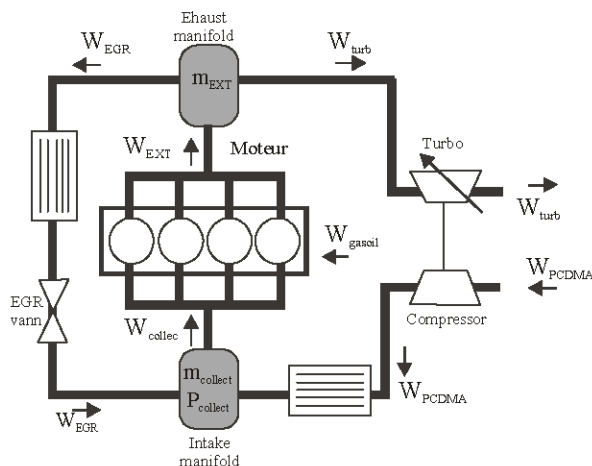 Ehaust
manifold
W_EGR
W_turb
m_EXT
W_EXT
Moteur
Turbo
W_turb
W_gasoil
W_PCDMA
EGR
vann
W_collec
Compressor
m_collect
P_collect
W_PCDMA
W_EGR
Intake
manifold